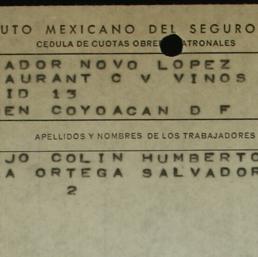 UTO MEXICANO DEL SEGURO
CEDULA DE CUOTAS OBRE ATRONALES
ADOR NOVO LOPEZ
AURANT C V VINOS
ID 13
EN COYOACAN D F
APELLIDOS Y NOMBRES DE LOS TRABAJADORES
JO COLIN HUMBERTO
A ORTEGA SALVADOR
2